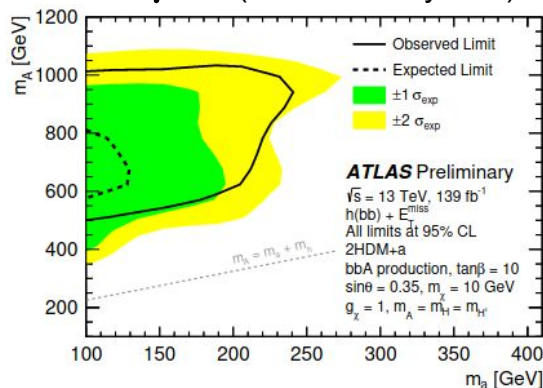 m_A [GeV]
1200
1000
800
600
400
200
100 150 200 250 300 350 400
m_a [GeV]
Observed Limit
Expected Limit
±1 σ_exp
±2 σ_exp
ATLAS Preliminary
√s = 13 TeV, 139 fb⁻¹
h(bb) + E_T^miss
All limits at 95% CL
2HDM+a
bbA production, tanβ = 10
sinθ = 0.35, m_χ = 10 GeV
g_χ = 1, m_A = m_H = m_H'
m_A = m_a + m_h